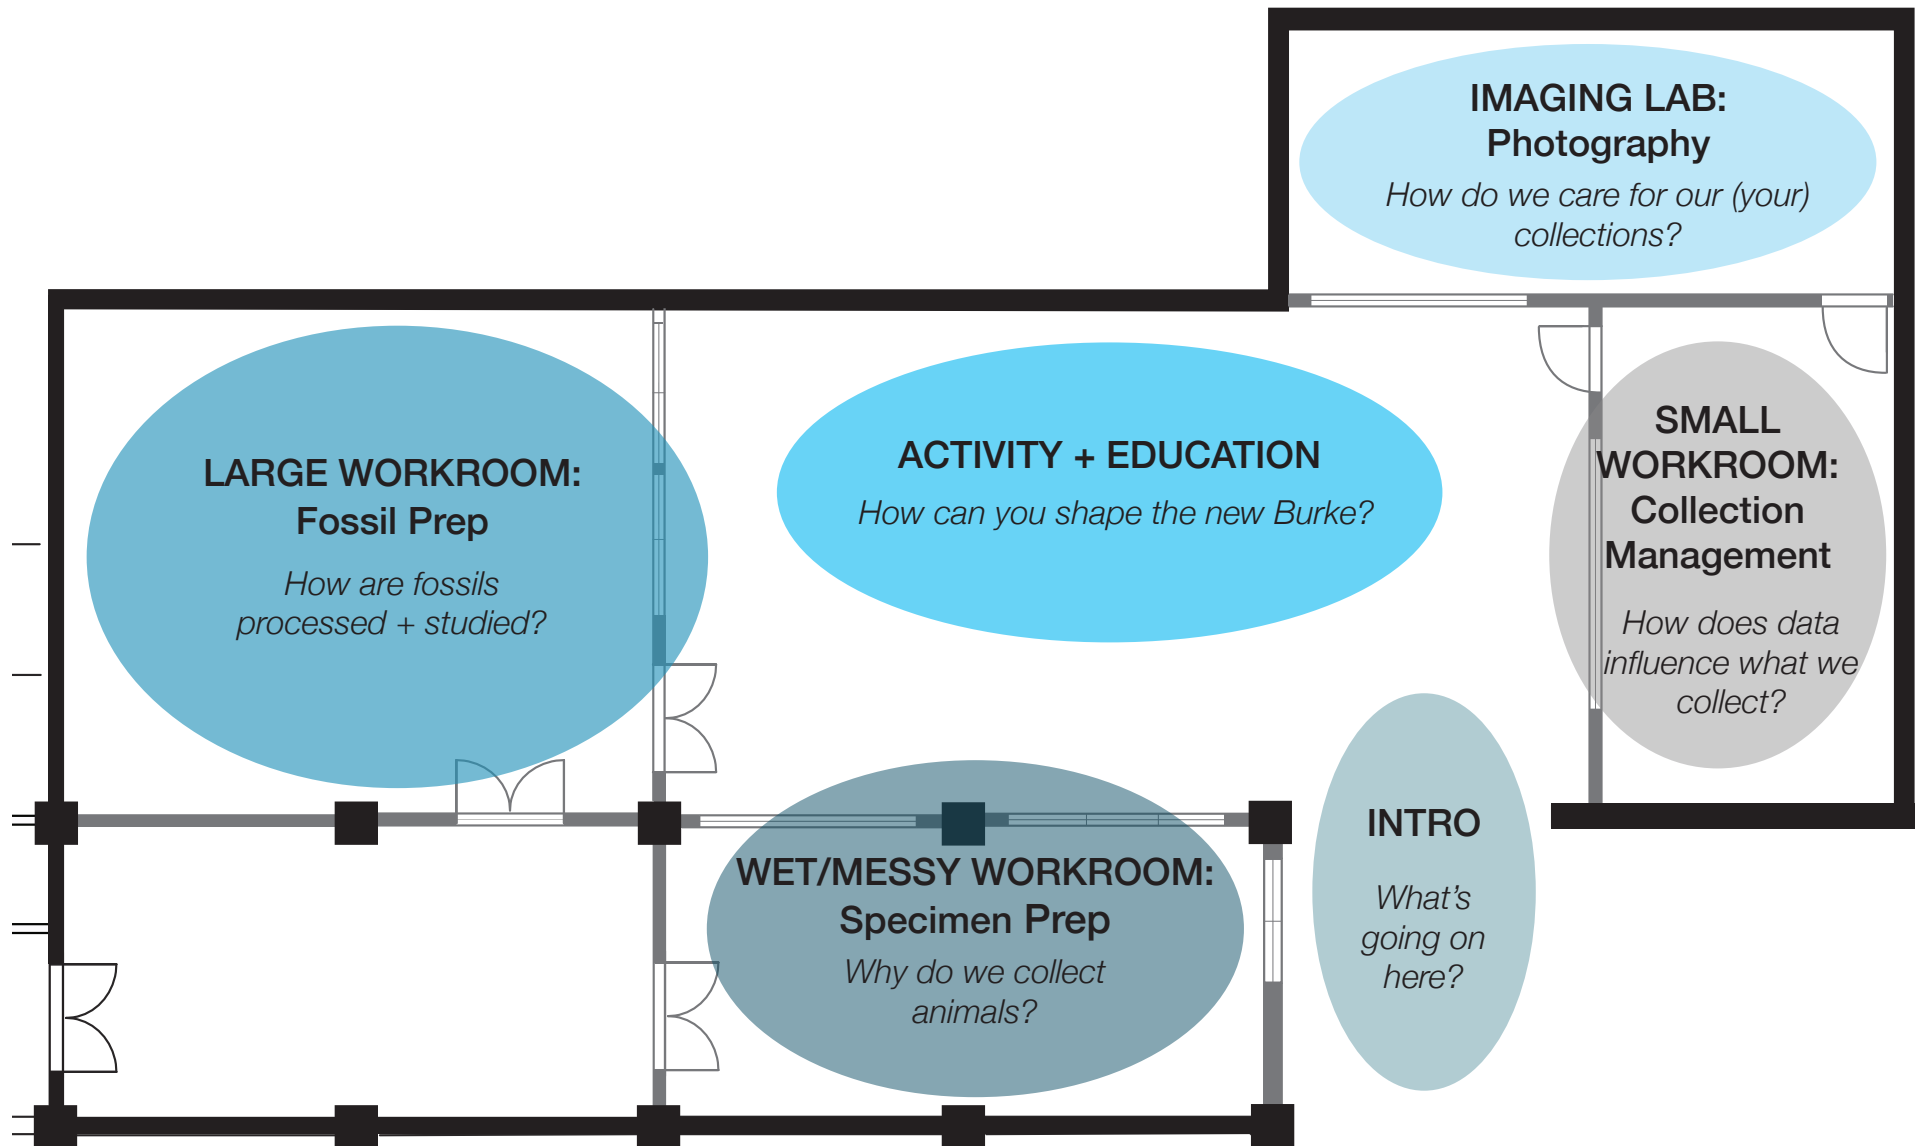 IMAGING LAB:
Photography
How do we care for our (your)
collections?
LARGE WORKROOM:
Fossil Prep
How are fossils
processed + studied?
ACTIVITY + EDUCATION
How can you shape the new Burke?
SMALL
WORKROOM:
Collection
Management
How does data
influence what we
collect?
WET/MESSY WORKROOM:
Specimen Prep
Why do we collect
animals?
INTRO
What’s
going on
here?